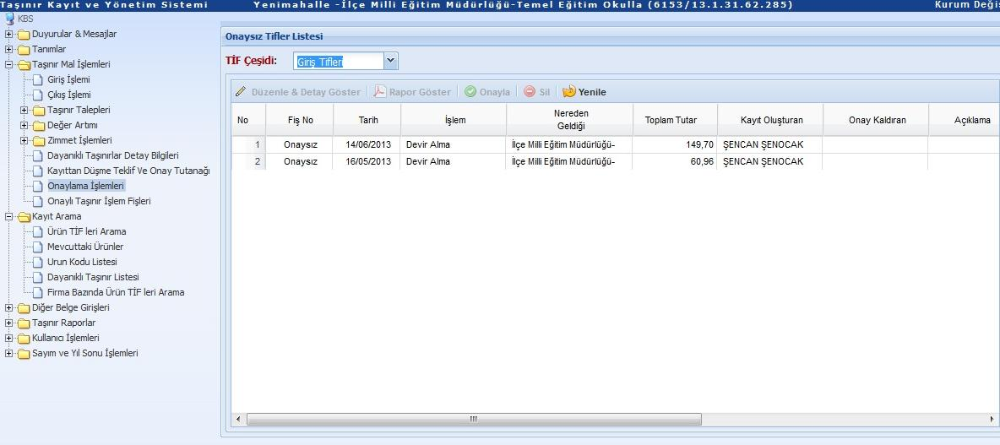 Taşınır Kayıt ve Yönetim Sistemi Yenimahalle -İlçe Milli Eğitim Müdürlüğü-Temel Eğitim Okulla (6153/13.1.31.62.285) Kurum Değiş
KBS
Duyurular & Mesajlar
Tanımlar
Taşınır Mal İşlemleri
Giriş İşlemi
Çıkış İşlemi
Taşınır Talepleri
Değer Artımı
Zimmet İşlemleri
Dayanıklı Taşınırlar Detay Bilgileri
Kayıttan Düşme Teklif Ve Onay Tutanağı
Onaylama İşlemleri
Onaylı Taşınır İşlem Fişleri
Kayıt Arama
Ürün TİF leri Arama
Mevcuttaki Ürünler
Urun Kodu Listesi
Dayanıklı Taşınır Listesi
Firma Bazında Ürün TİF leri Arama
Diğer Belge Girişleri
Taşınır Raporlar
Kullanıcı İşlemleri
Sayım ve Yıl Sonu İşlemleri
Onaysız Tifler Listesi
TİF Çeşidi: Giriş Tifleri
Düzenle & Detay Göster Rapor Göster Onayla Sil Yenile
No Fiş No Tarih İşlem Nereden Geldiği Toplam Tutar Kayıt Oluşturan Onay Kaldıran Açıklama
1 Onaysız 14/06/2013 Devir Alma İlçe Milli Eğitim Müdürlüğü- 149,70 ŞENCAN ŞENOCAK
2 Onaysız 16/05/2013 Devir Alma İlçe Milli Eğitim Müdürlüğü- 60,96 ŞENCAN ŞENOCAK